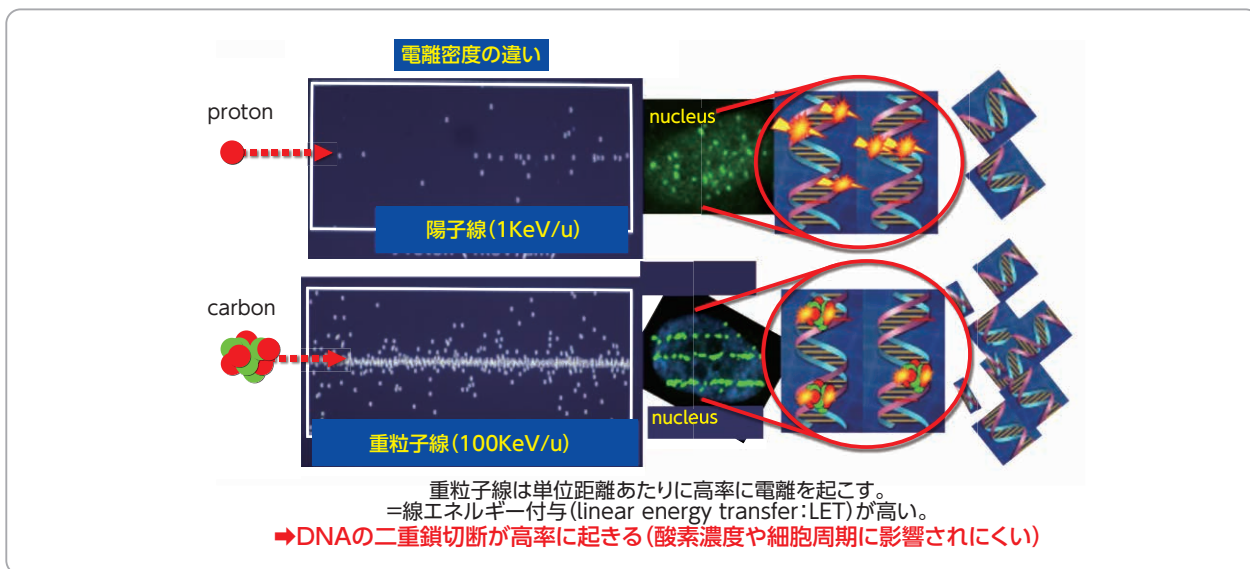 電離密度の違い
proton
nucleus
陽子線(1KeV/u)
carbon
nucleus
重粒子線(100KeV/u)
重粒子線は単位距離あたりに高率に電離を起こす。
=線エネルギー付与(linear energy transfer:LET)が高い。
➡DNAの二重鎖切断が高率に起きる(酸素濃度や細胞周期に影響されにくい)